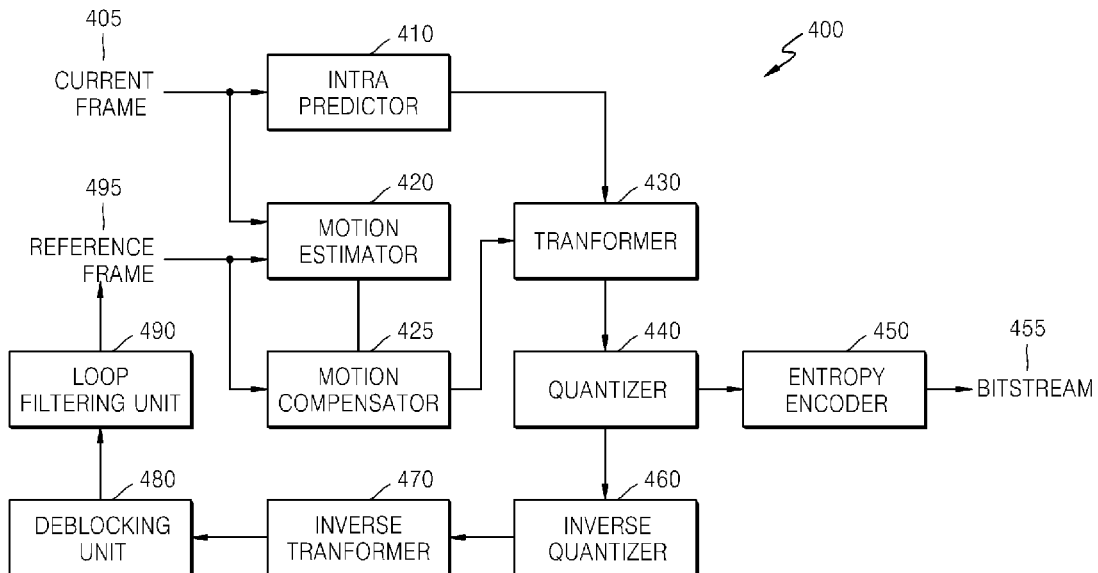 405
CURRENT
FRAME
410
INTRA
PREDICTOR
400
495
REFERENCE
FRAME
420
MOTION
ESTIMATOR
430
TRANFORMER
490
LOOP
FILTERING UNIT
425
MOTION
COMPENSATOR
440
QUANTIZER
450
ENTROPY
ENCODER
455
BITSTREAM
480
DEBLOCKING
UNIT
470
INVERSE
TRANFORMER
460
INVERSE
QUANTIZER